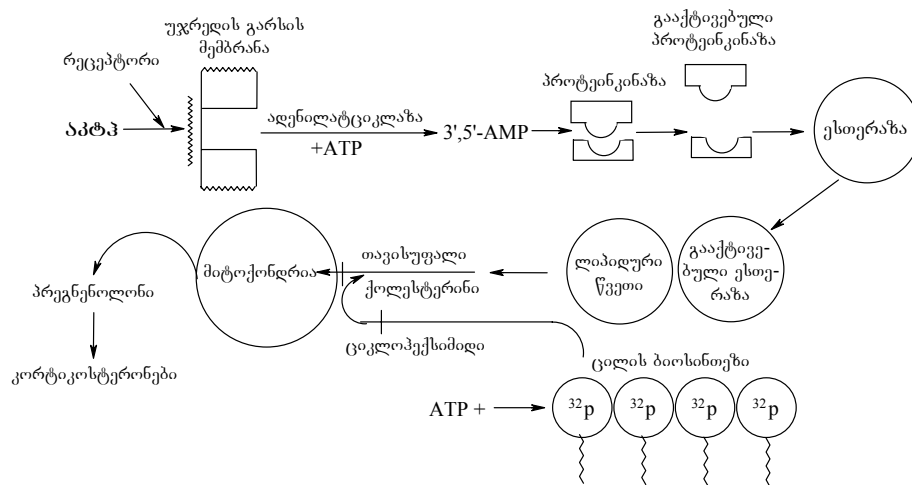 უჯრედის გარსის
მემბრანა
რეცეპტორი
აკტჰ
ადენილატციკლაზა
+ATP
3',5'-AMP
პროტეინკინაზა
გააქტივებული
პროტეინკინაზა
ესთერაზა
გააქტივე-
ბული ესთე-
რაზა
ლიპიდური
წვეთი
თავისუფალი
ქოლესტერინი
მიტოქონდრია
პრეგნენოლონი
კორტიკოსტერონები
ციკლოჰექსიმიდი
ცილის ბიოსინთეზი
ATP +
³²p ³²p ³²p ³²p